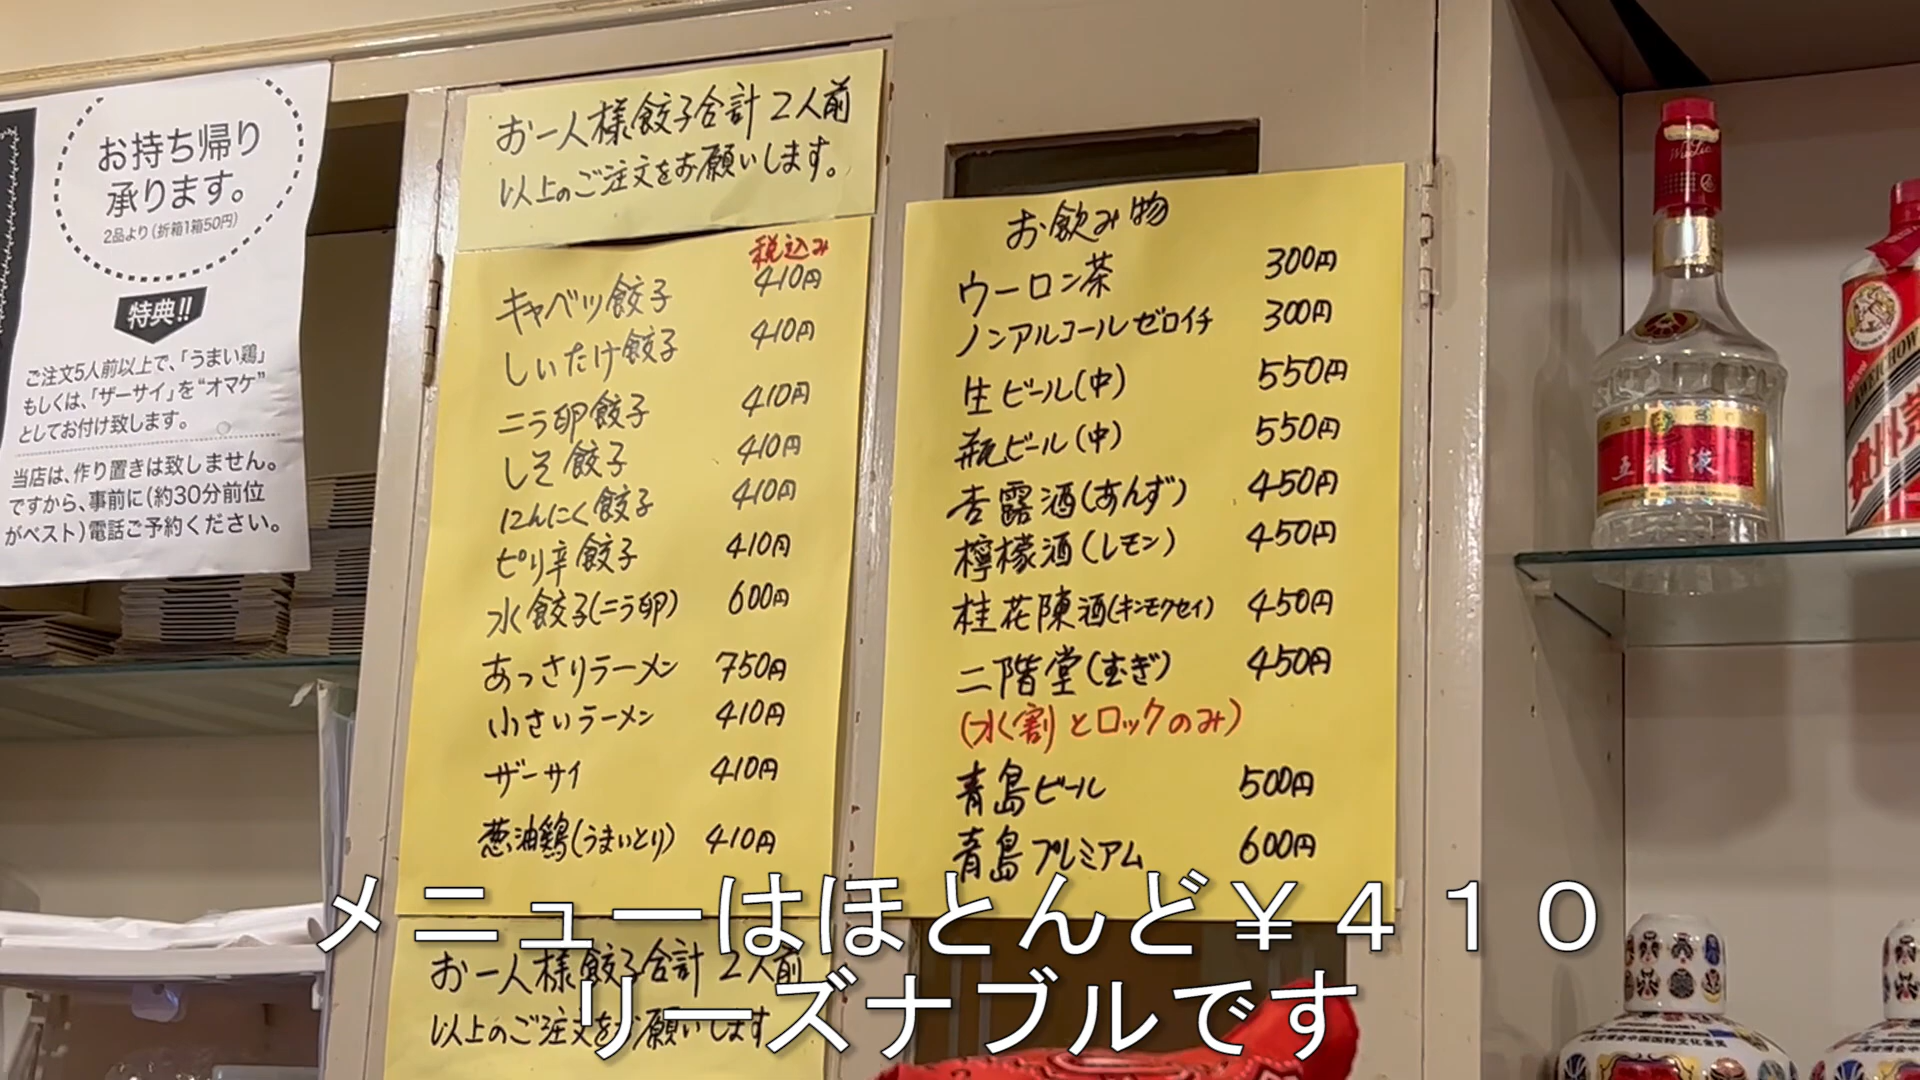 お持ち帰り
承ります。
2品より(折箱1箱50円)
特典!!
ご注文5人前以上で、「うまい鶏」
もしくは、「ザーサイ」を“オマケ”
としてお付け致します。
当店は、作り置きは致しません。
ですから、事前に(約30分前位
がベスト)電話ご予約ください。
お一人様餃子合計2人前
以上のご注文をお願いします。
税込み
キャベツ餃子 410円
しいたけ餃子 410円
ニラ卵餃子 410円
しそ餃子 410円
にんにく餃子 410円
ピリ辛餃子 410円
水餃子(ニラ卵) 600円
あっさりラーメン 750円
小さいラーメン 410円
ザーサイ 410円
葱油鶏(うまいとり) 410円
お一人様餃子合計2人前
以上のご注文をお願いします
お飲み物
ウーロン茶 300円
ノンアルコールゼロイチ 300円
生ビール(中) 550円
瓶ビール(中) 550円
杏露酒(あんず) 450円
檸檬酒(レモン) 450円
桂花陳酒(キンモクセイ) 450円
二階堂(むぎ) 450円
(水割とロックのみ)
青島ビール 500円
青島プレミアム 600円
五粮液
メニューはほとんど￥４１０
リーズナブルです